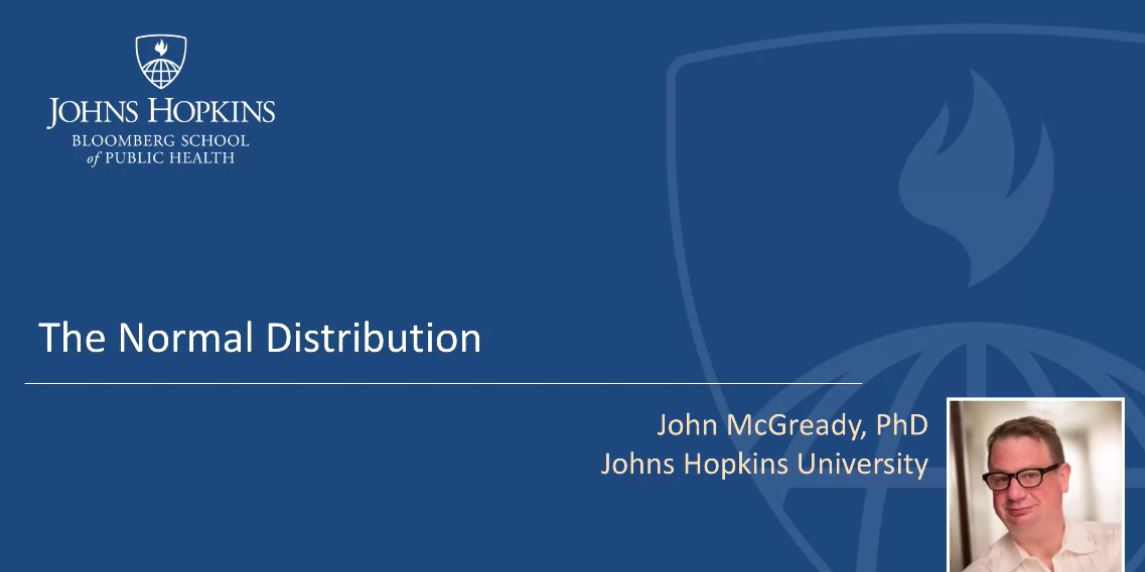 JOHNS HOPKINS
BLOOMBERG SCHOOL
of PUBLIC HEALTH
The Normal Distribution
John McGready, PhD
Johns Hopkins University